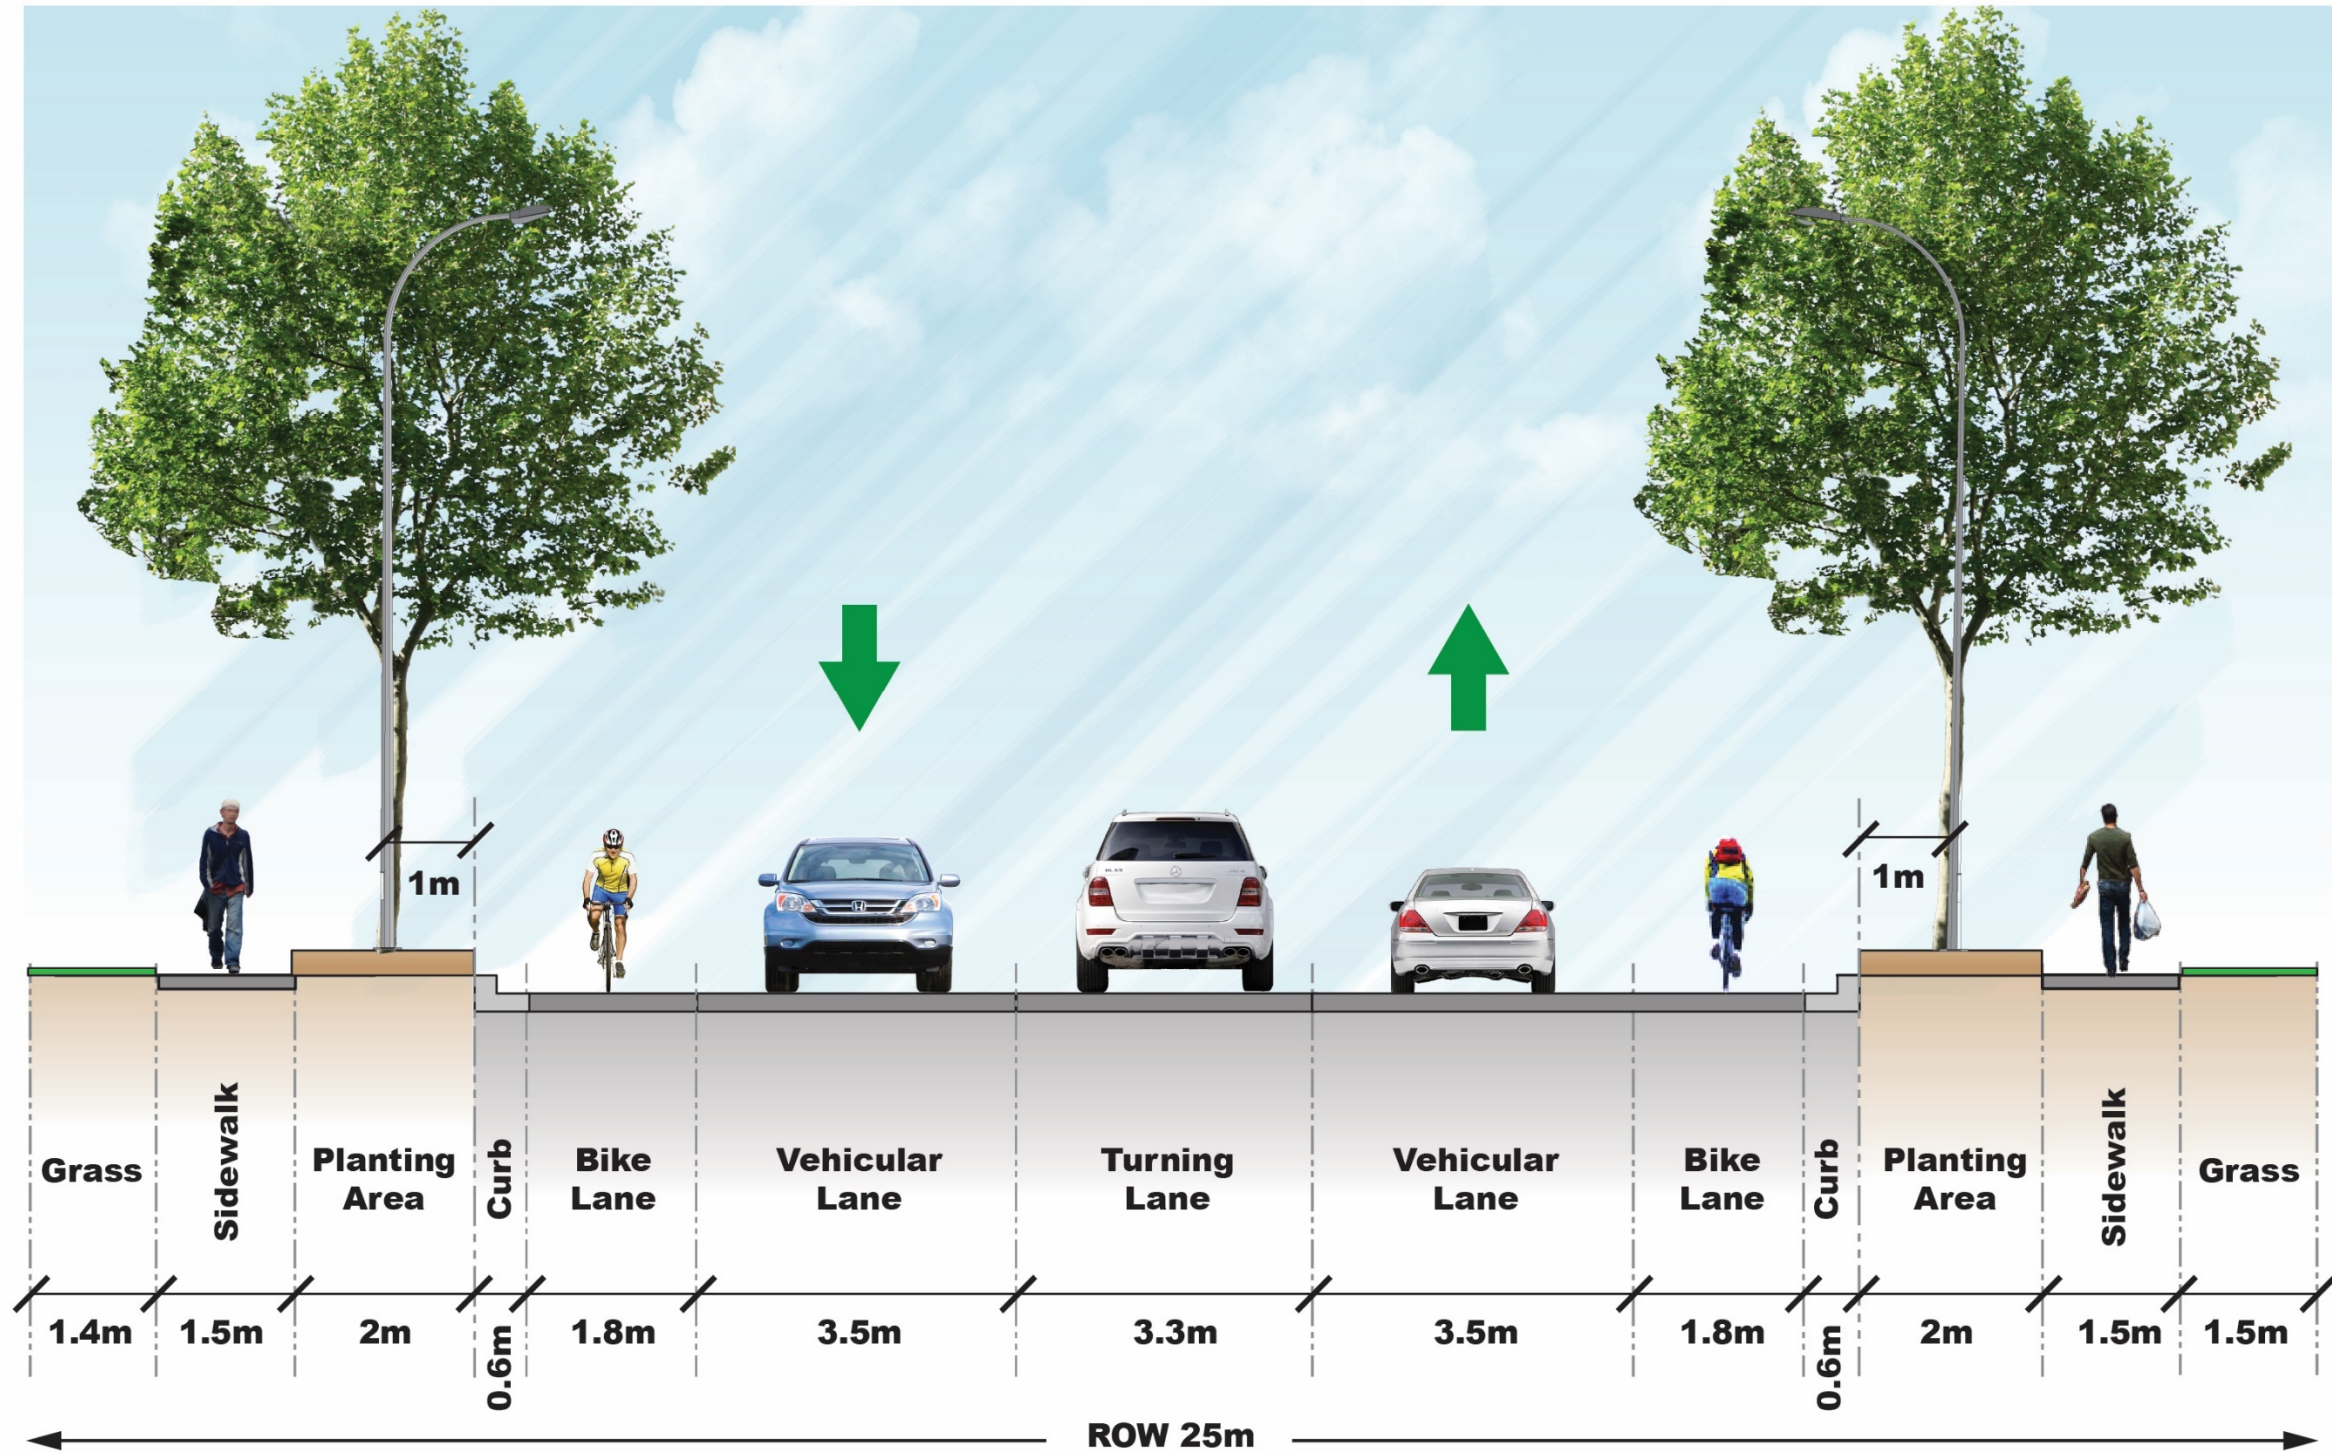 1m
1m
Grass
Sidewalk
Planting
Area
Curb
Bike
Lane
Vehicular
Lane
Turning
Lane
Vehicular
Lane
Bike
Lane
Curb
Planting
Area
Sidewalk
Grass
1.4m
1.5m
2m
0.6m
1.8m
3.5m
3.3m
3.5m
1.8m
0.6m
2m
1.5m
1.5m
ROW 25m